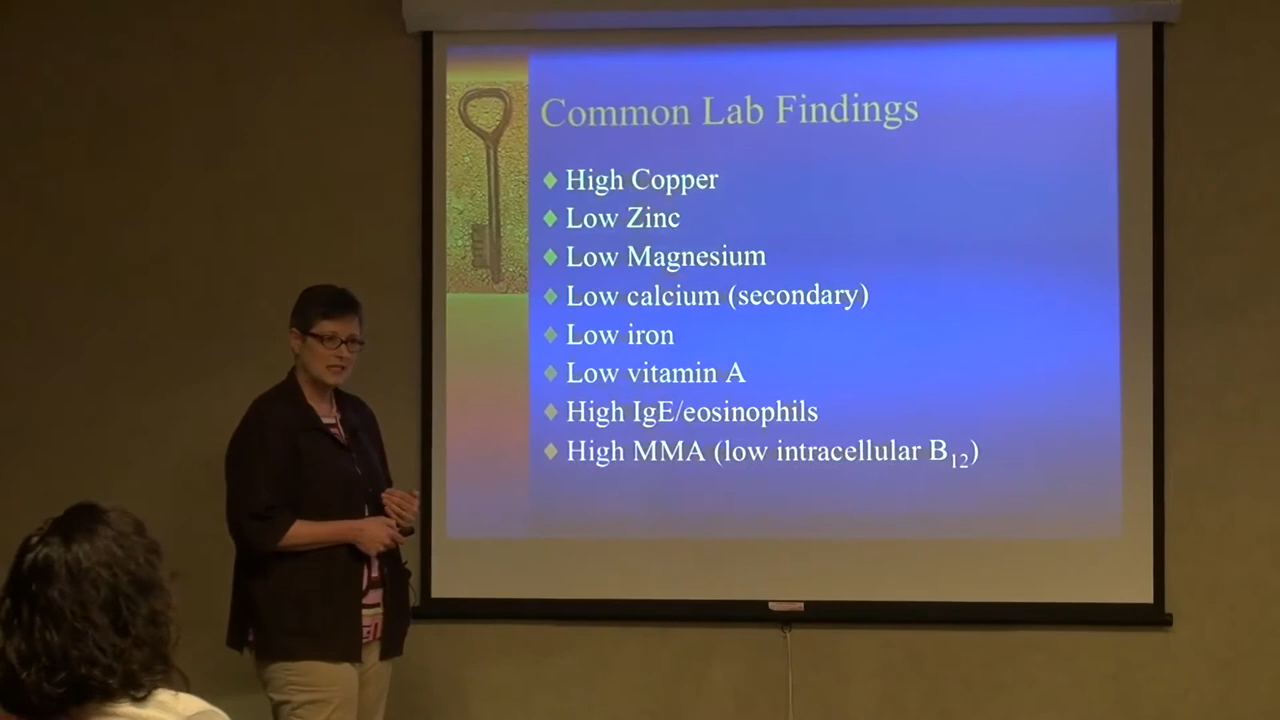 Common Lab Findings
High Copper
Low Zinc
Low Magnesium
Low calcium (secondary)
Low iron
Low vitamin A
High IgE/eosinophils
High MMA (low intracellular B₁₂)